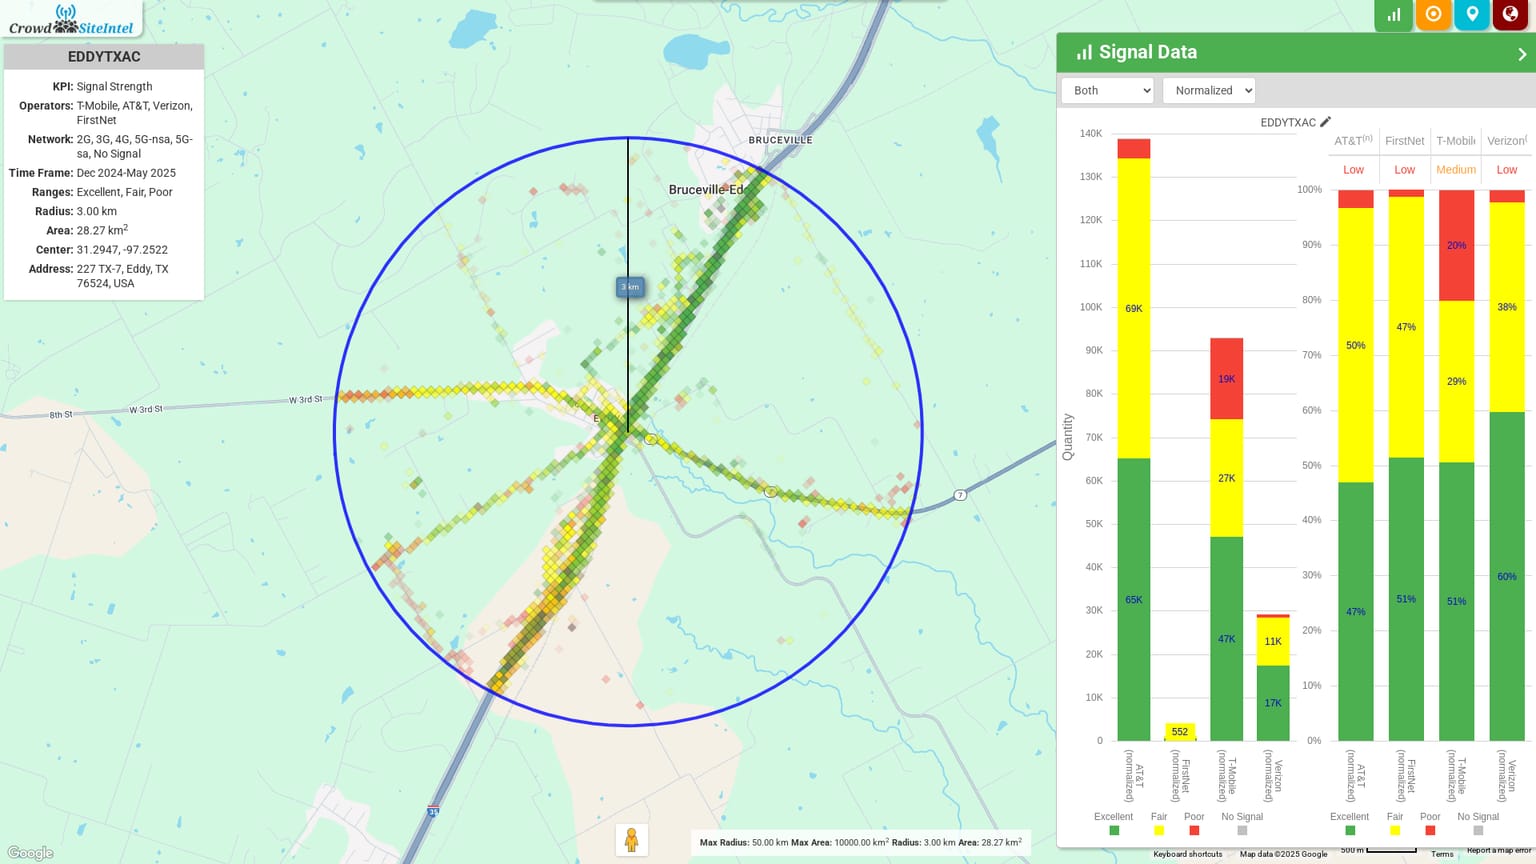 CrowdSiteIntel
EDDYTXAC
KPI: Signal Strength
Operators: T-Mobile, AT&T, Verizon,
FirstNet
Network: 2G, 3G, 4G, 5G-nsa, 5G-
sa, No Signal
Time Frame: Dec 2024-May 2025
Ranges: Excellent, Fair, Poor
Radius: 3.00 km
Area: 28.27 km²
Center: 31.2947, -97.2522
Address: 227 TX-7, Eddy, TX
76524, USA
BRUCEVILLE
Bruceville-Ed
3 km
W 3rd St
W 3rd St
8th St
7
35
Google
Max Radius: 50.00 km Max Area: 10000.00 km² Radius: 3.00 km Area: 28.27 km²
Signal Data
Both
Normalized
EDDYTXAC
AT&T(n) FirstNet T-Mobile Verizon(
Low Low Medium Low
Quantity
140K
130K
120K
110K
100K
90K
80K
70K
60K
50K
40K
30K
20K
10K
0
69K
65K
552
19K
27K
47K
11K
17K
AT&T
(normalized)
FirstNet
(normalized)
T-Mobile
(normalized)
Verizon
(normalized)
Excellent Fair Poor No Signal
100%
90%
80%
70%
60%
50%
40%
30%
20%
10%
0%
50%
47%
47%
51%
20%
29%
51%
38%
60%
AT&T
(normalized)
FirstNet
(normalized)
T-Mobile
(normalized)
Verizon
(normalized)
Excellent Fair Poor No Signal
Keyboard shortcuts Map data ©2025 Google 500 m Terms Report a map error